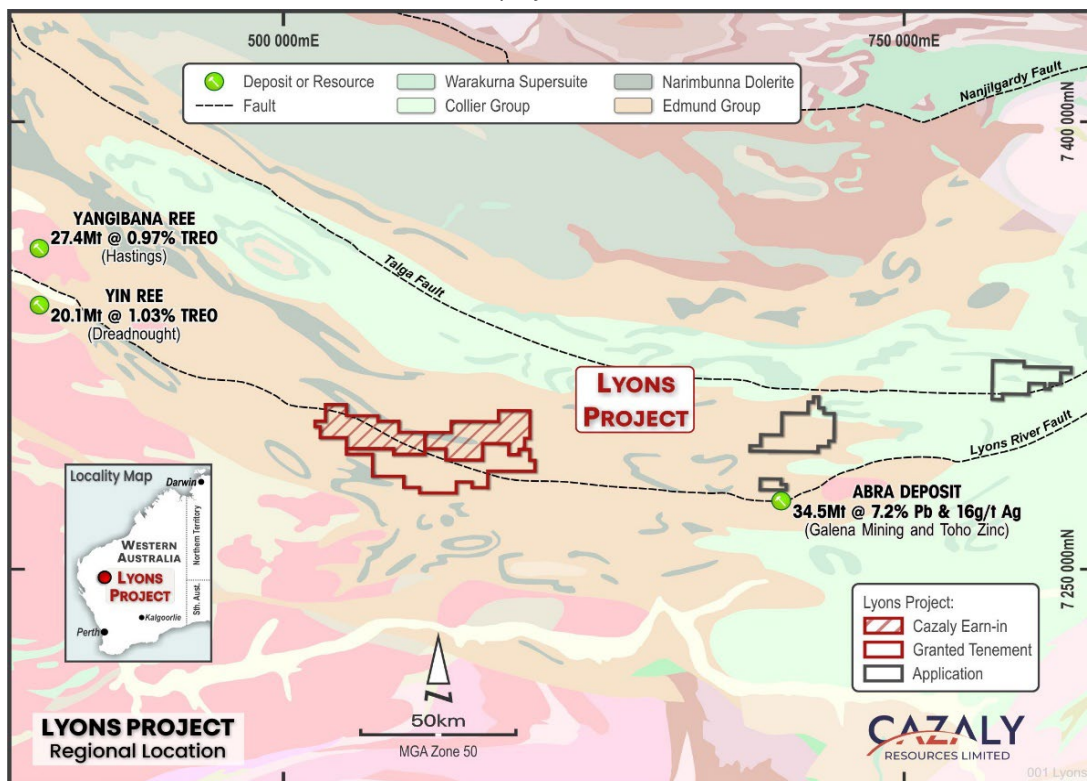 500 000mE
750 000mE
Deposit or Resource
Fault
Warakurna Supersuite
Collier Group
Narimbunna Dolerite
Edmund Group
Nanjilgardy Fault
7 400 000mN
YANGIBANA REE
27.4Mt @ 0.97% TREO
(Hastings)
YIN REE
20.1Mt @ 1.03% TREO
(Dreadnought)
Talga Fault
LYONS
PROJECT
Lyons River Fault
ABRA DEPOSIT
34.5Mt @ 7.2% Pb & 16g/t Ag
(Galena Mining and Toho Zinc)
7 250 000mN
Locality Map
Darwin
WESTERN
AUSTRALIA
Northern Territory
LYONS
PROJECT
Sth. Aust.
Kalgoorlie
Perth
Lyons Project:
Cazaly Earn-in
Granted Tenement
Application
N
50km
MGA Zone 50
LYONS PROJECT
Regional Location
CAZALY
RESOURCES LIMITED
001 Lyons